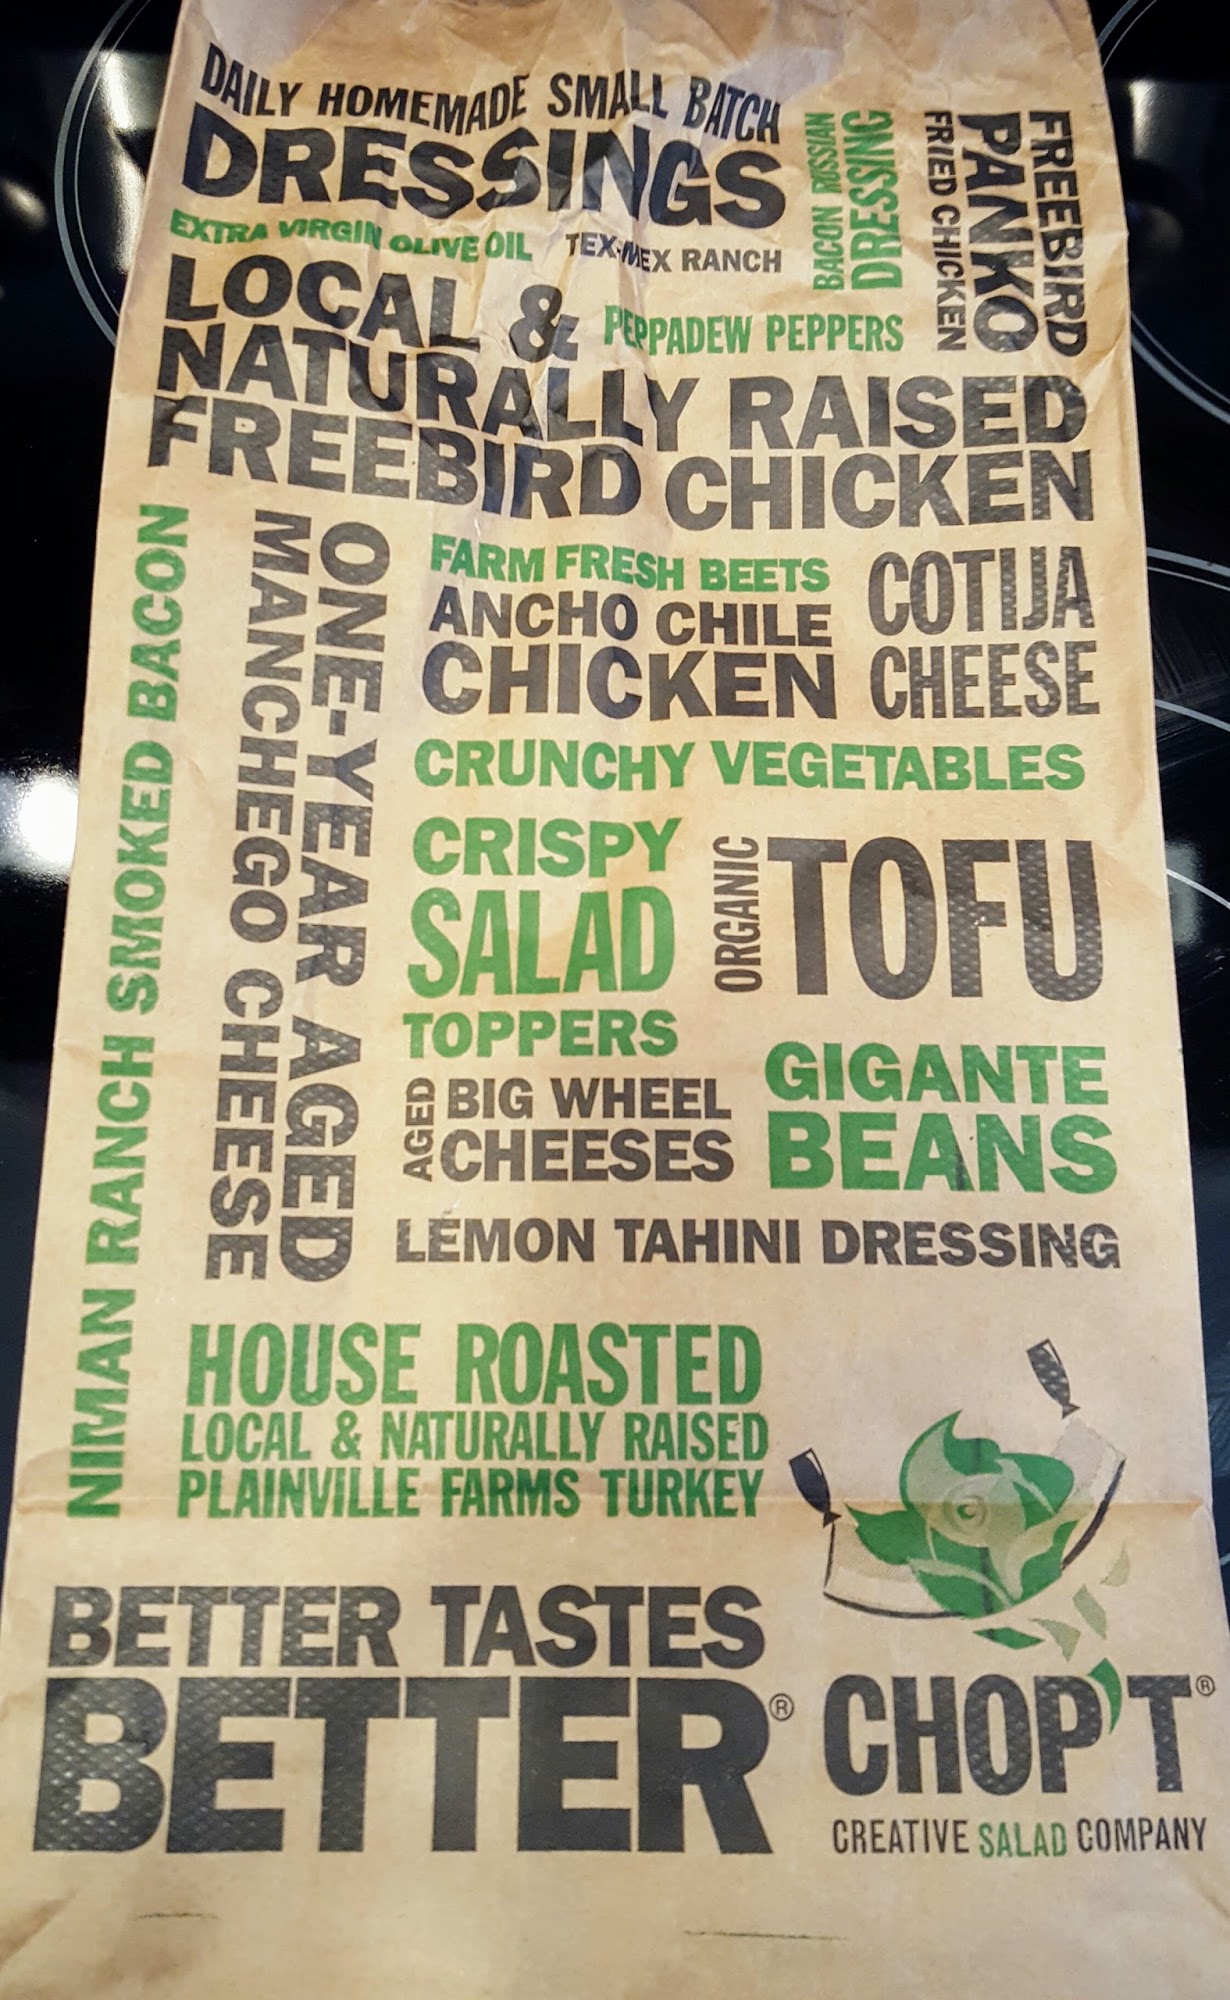 DAILY HOMEMADE SMALL BATCH
DRESSINGS
EXTRA VIRGIN OLIVE OIL
TEX-MEX RANCH
BACON RUSSIAN
DRESSING
FREEBIRD
PANKO
FRIED CHICKEN
LOCAL &
PEPPADEW PEPPERS
NATURALLY RAISED
FREEBIRD CHICKEN
NIMAN RANCH SMOKED BACON
ONE-YEAR AGED
MANCHEGO CHEESE
FARM FRESH BEETS
ANCHO CHILE
CHICKEN
COTIJA
CHEESE
CRUNCHY VEGETABLES
CRISPY
SALAD
TOPPERS
ORGANIC
TOFU
AGED
BIG WHEEL
CHEESES
GIGANTE
BEANS
LEMON TAHINI DRESSING
HOUSE ROASTED
LOCAL & NATURALLY RAISED
PLAINVILLE FARMS TURKEY
BETTER TASTES
BETTER®
CHOP'T®
CREATIVE SALAD COMPANY